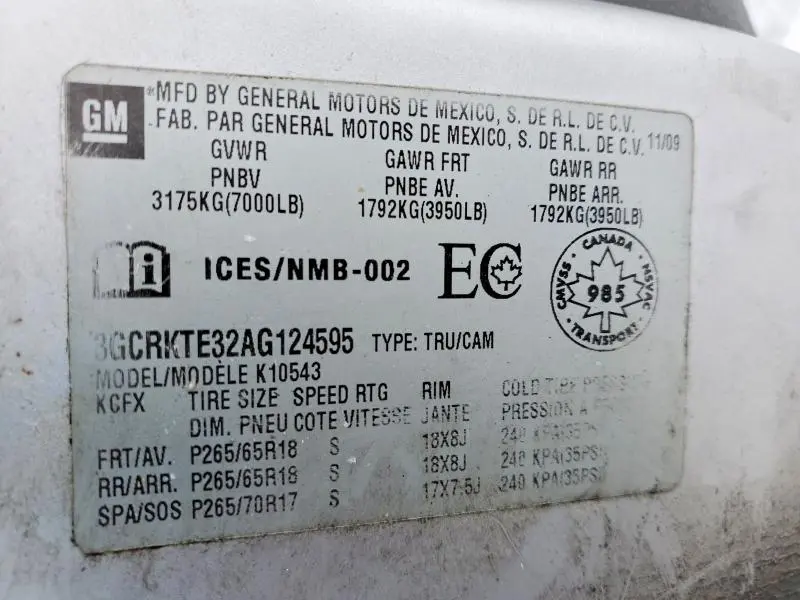 GM
*MFD BY GENERAL MOTORS DE MEXICO, S. DE R.L. DE C.V.
FAB. PAR GENERAL MOTORS DE MEXICO, S. DE R.L. DE C.V. 11/09
GVWR GAWR FRT GAWR RR
PNBV PNBE AV. PNBE ARR.
3175KG(7000LB) 1792KG(3950LB) 1792KG(3950LB)
i ICES/NMB-002 EC
CANADA
CMVSS 985 NSVAC
TRANSPORT
3GCRKTE32AG124595 TYPE: TRU/CAM
MODEL/MODÈLE K10543
KCFX TIRE SIZE SPEED RTG RIM COLD TIRE
DIM. PNEU COTE VITESSE JANTE PRESSION A
FRT/AV. P265/65R18 S 18X8J 240 KPA(35PS
RR/ARR. P265/65R18 S 18X8J 240 KPA(35PS
SPA/SOS P265/70R17 S 17X7.5J 240 KPA(35PS